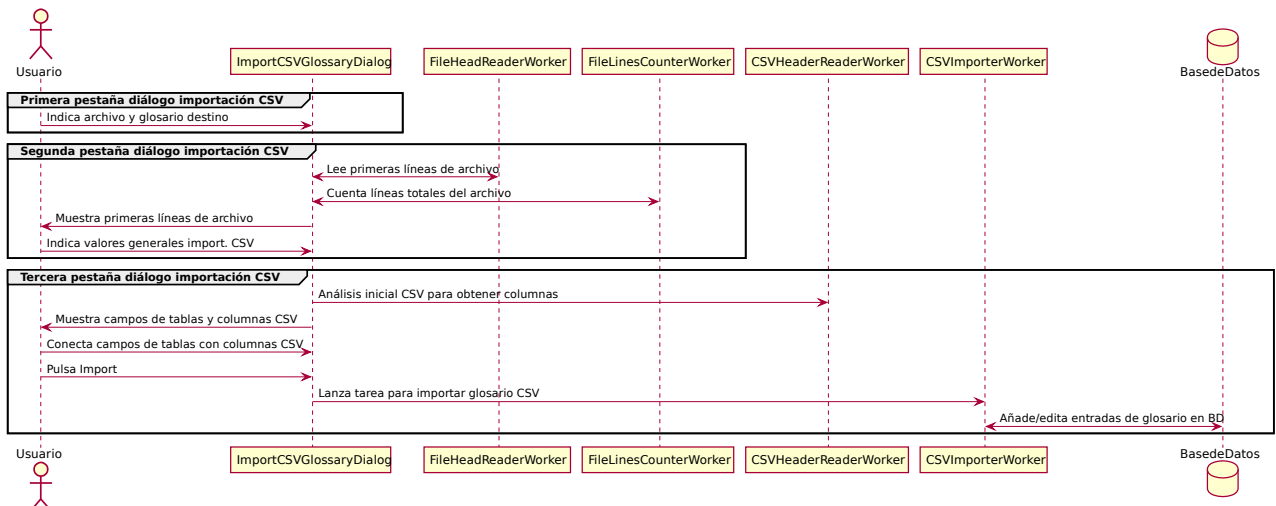 Usuario
ImportCSVGlossaryDialog
FileHeadReaderWorker
FileLinesCounterWorker
CSVHeaderReaderWorker
CSVImporterWorker
BasedeDatos
Primera pestaña diálogo importación CSV
Indica archivo y glosario destino
Segunda pestaña diálogo importación CSV
Lee primeras líneas de archivo
Cuenta líneas totales del archivo
Muestra primeras líneas de archivo
Indica valores generales import. CSV
Tercera pestaña diálogo importación CSV
Análisis inicial CSV para obtener columnas
Muestra campos de tablas y columnas CSV
Conecta campos de tablas con columnas CSV
Pulsa Import
Lanza tarea para importar glosario CSV
Añade/edita entradas de glosario en BD
Usuario
ImportCSVGlossaryDialog
FileHeadReaderWorker
FileLinesCounterWorker
CSVHeaderReaderWorker
CSVImporterWorker
BasedeDatos